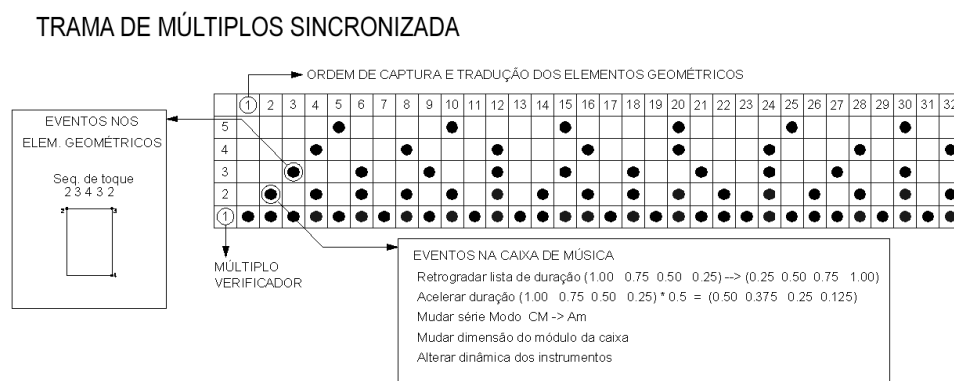 TRAMA DE MÚLTIPLOS SINCRONIZADA
ORDEM DE CAPTURA E TRADUÇÃO DOS ELEMENTOS GEOMÉTRICOS
1 2 3 4 5 6 7 8 9 10 11 12 13 14 15 16 17 18 19 20 21 22 23 24 25 26 27 28 29 30 31 32
5
4
3
2
1
EVENTOS NOS
ELEM. GEOMÉTRICOS
Seq. de toque
2 3 4 3 2
2 3
4
MÚLTIPLO
VERIFICADOR
EVENTOS NA CAIXA DE MÚSICA
Retrogradar lista de duração (1.00 0.75 0.50 0.25) --> (0.25 0.50 0.75 1.00)
Acelerar duração (1.00 0.75 0.50 0.25) * 0.5 = (0.50 0.375 0.25 0.125)
Mudar série Modo CM -> Am
Mudar dimensão do módulo da caixa
Alterar dinâmica dos instrumentos